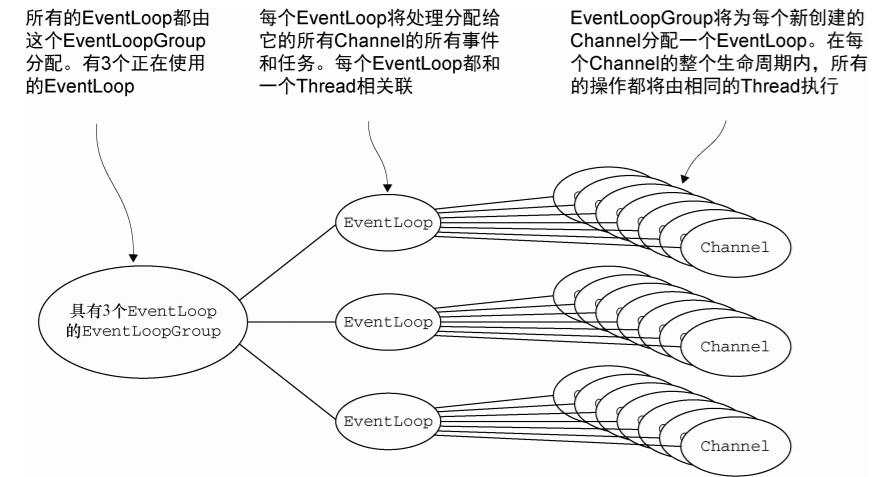 所有的EventLoop都由
这个EventLoopGroup
分配。有3个正在使用
的EventLoop
每个EventLoop将处理分配给
它的所有Channel的所有事件
和任务。每个EventLoop都和
一个Thread相关联
EventLoopGroup将为每个新创建的
Channel分配一个EventLoop。在每
个Channel的整个生命周期内，所有
的操作都将由相同的Thread执行
具有3个EventLoop
的EventLoopGroup
EventLoop
Channel
EventLoop
Channel
EventLoop
Channel